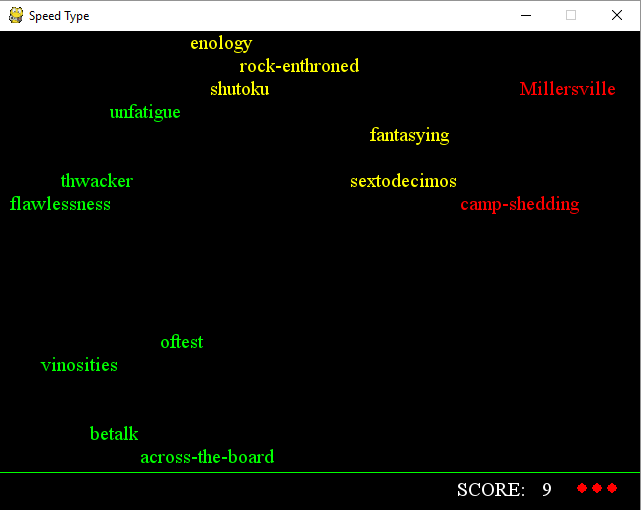 Speed Type
enology
rock-enthroned
shutoku Millersville
unfatigue
fantasying
thwacker sextodecimos
flawlessness camp-shedding
oftest
vinosities
betalk
across-the-board
SCORE: 9